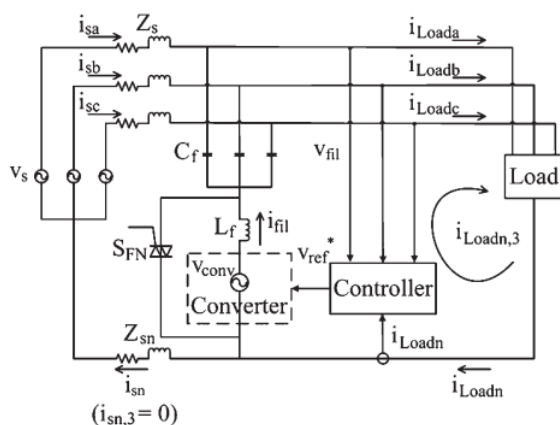 i_sa Z_s i_Loada
i_sb i_Loadb
i_sc i_Loadc
C_f v_fil
v_s Load
L_f i_fil
S_FN i_Loadn,3
v_conv v_ref*
Converter Controller
Z_sn i_Loadn
i_sn i_Loadn
(i_sn,3 = 0)